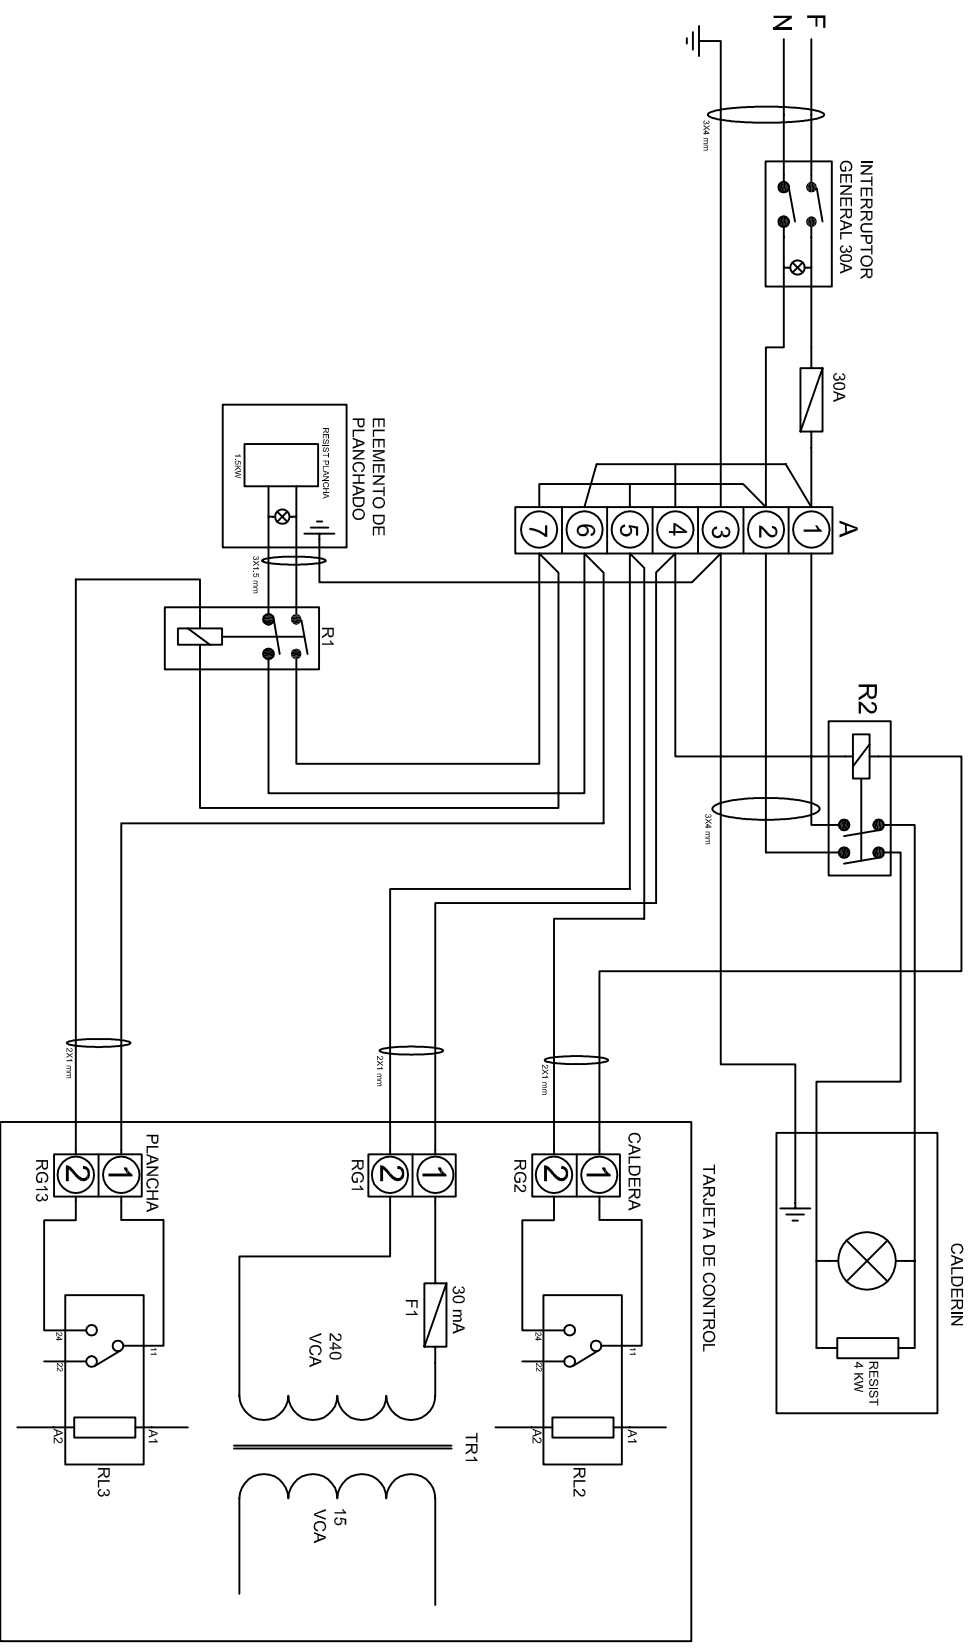 F
N
3X4 mm
INTERRUPTOR
GENERAL 30A
30A
A
1
2
3
4
5
6
7
ELEMENTO DE
PLANCHADO
RESIST PLANCHA
1.5KW
3X1.5 mm
R1
R2
3X4 mm
CALDERIN
RESIST
4 KW
TARJETA DE CONTROL
2X1 mm
CALDERA
1
2
RG2
11
24
22
A1
A2
RL2
2X1 mm
1
2
RG1
30 mA
F1
240
VCA
TR1
15
VCA
2X1 mm
PLANCHA
1
2
RG13
11
24
22
A1
A2
RL3